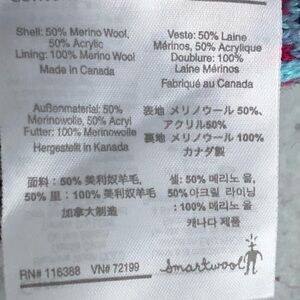 Shell: 50% Merino Wool,
50% Acrylic
Lining: 100% Merino Wool
Made in Canada
Veste: 50% Laine
Mérinos, 50% Acrylique
Doublure: 100%
Laine Mérinos
Fabriqué au Canada
Außenmaterial: 50%
Merinowolle, 50% Acryl
Futter: 100% Merinowolle
Hergestellt in Kanada
表地 メリノウール 50%、
アクリル50%
裏地 メリノウール 100%
カナダ製
面料：50% 美利奴羊毛
50% 里：100% 美利奴羊毛
加拿大制造
셸: 50% 메리노 울,
50% 아크릴 라이닝
: 100% 메리노 울
캐나다 제품
RN# 116388 VN# 72199
Smartwool